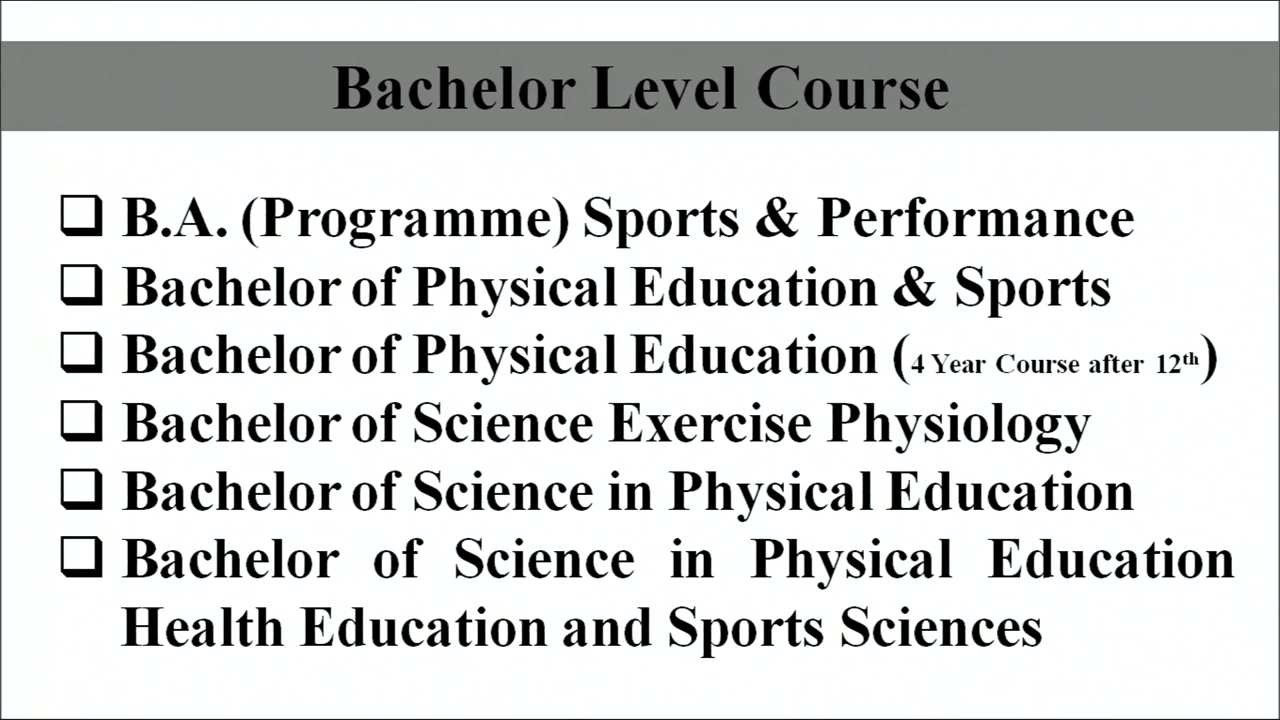 Bachelor Level Course
❑ B.A. (Programme) Sports & Performance
❑ Bachelor of Physical Education & Sports
❑ Bachelor of Physical Education (4 Year Course after 12th)
❑ Bachelor of Science Exercise Physiology
❑ Bachelor of Science in Physical Education
❑ Bachelor of Science in Physical Education
Health Education and Sports Sciences